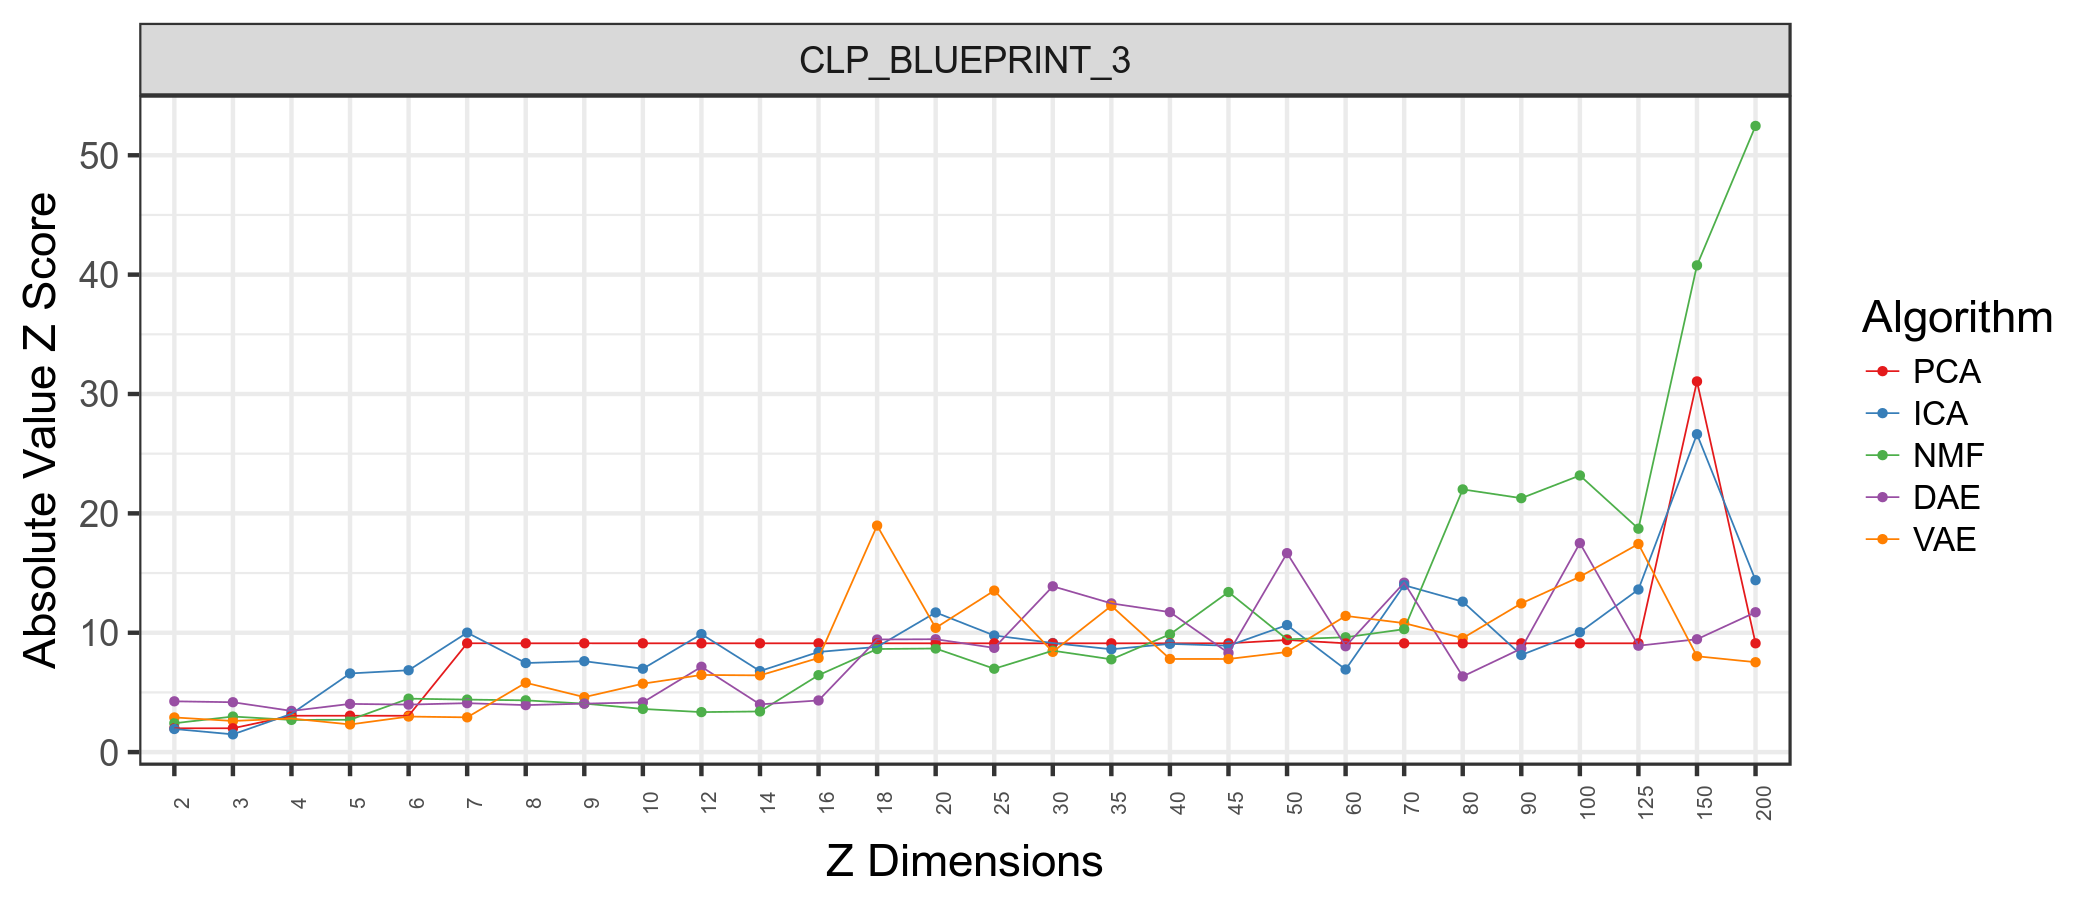 CLP_BLUEPRINT_3
Absolute Value Z Score
50
40
30
20
10
0
2 3 4 5 6 7 8 9 10 12 14 16 18 20 25 30 35 40 45 50 60 70 80 90 100 125 150 200
Z Dimensions
Algorithm
PCA
ICA
NMF
DAE
VAE